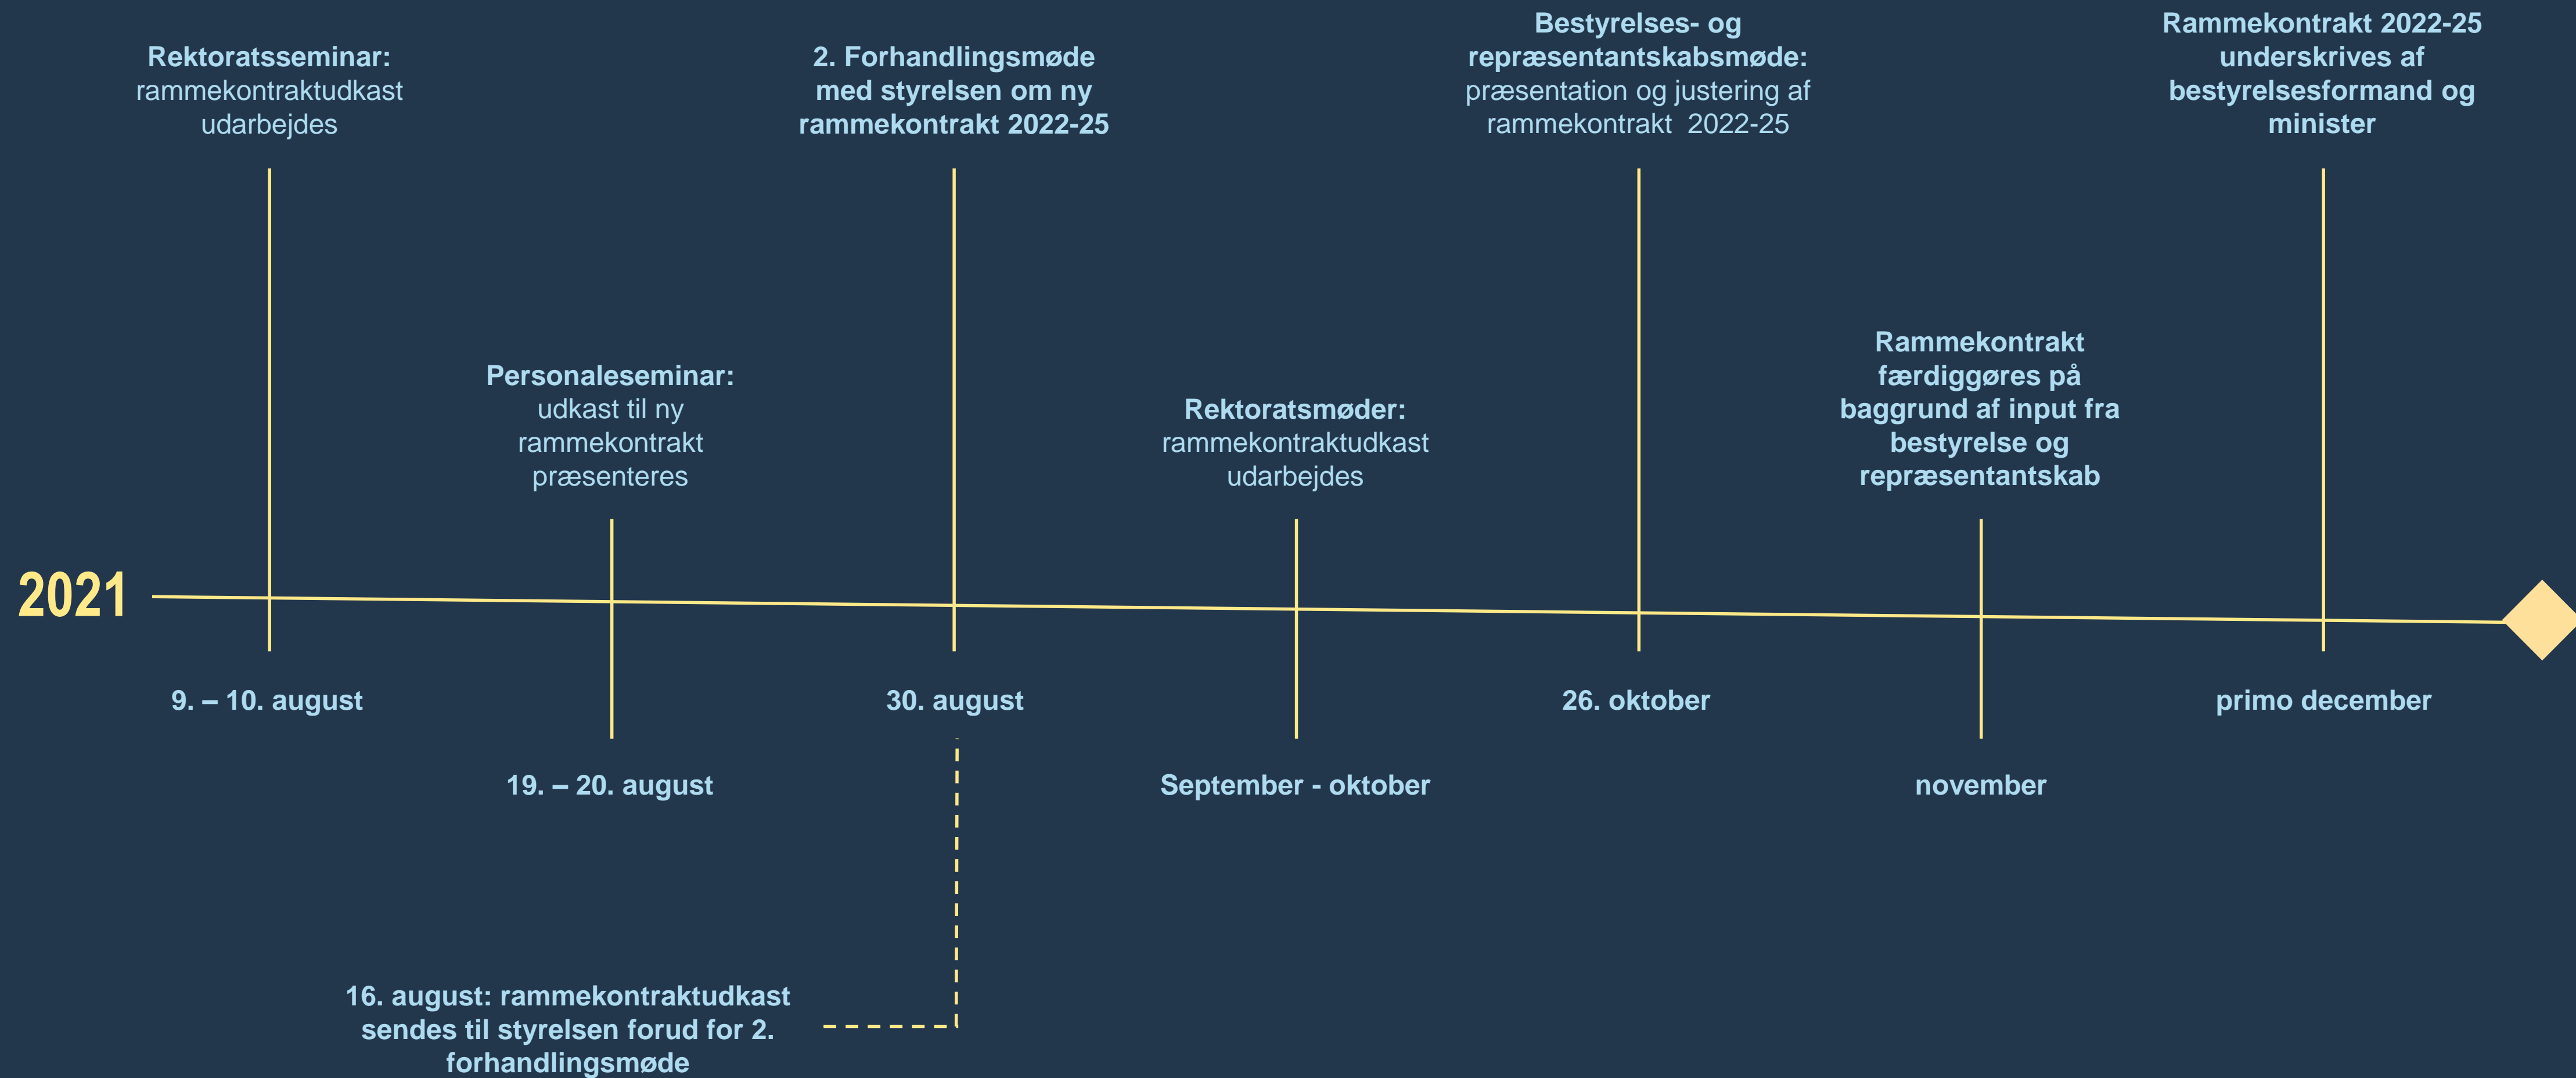 Rektoratsseminar:
rammekontraktudkast
udarbejdes
2. Forhandlingsmøde
med styrelsen om ny
rammekontrakt 2022-25
Bestyrelses- og
repræsentantskabsmøde:
præsentation og justering af
rammekontrakt  2022-25
Rammekontrakt 2022-25
underskrives af
bestyrelsesformand og
minister
Personaleseminar:
udkast til ny
rammekontrakt
præsenteres
Rektoratsmøder:
rammekontraktudkast
udarbejdes
Rammekontrakt
færdiggøres på
baggrund af input fra
bestyrelse og
repræsentantskab
2021
9. – 10. august
30. august
26. oktober
primo december
19. – 20. august
September - oktober
november
16. august: rammekontraktudkast
sendes til styrelsen forud for 2.
forhandlingsmøde